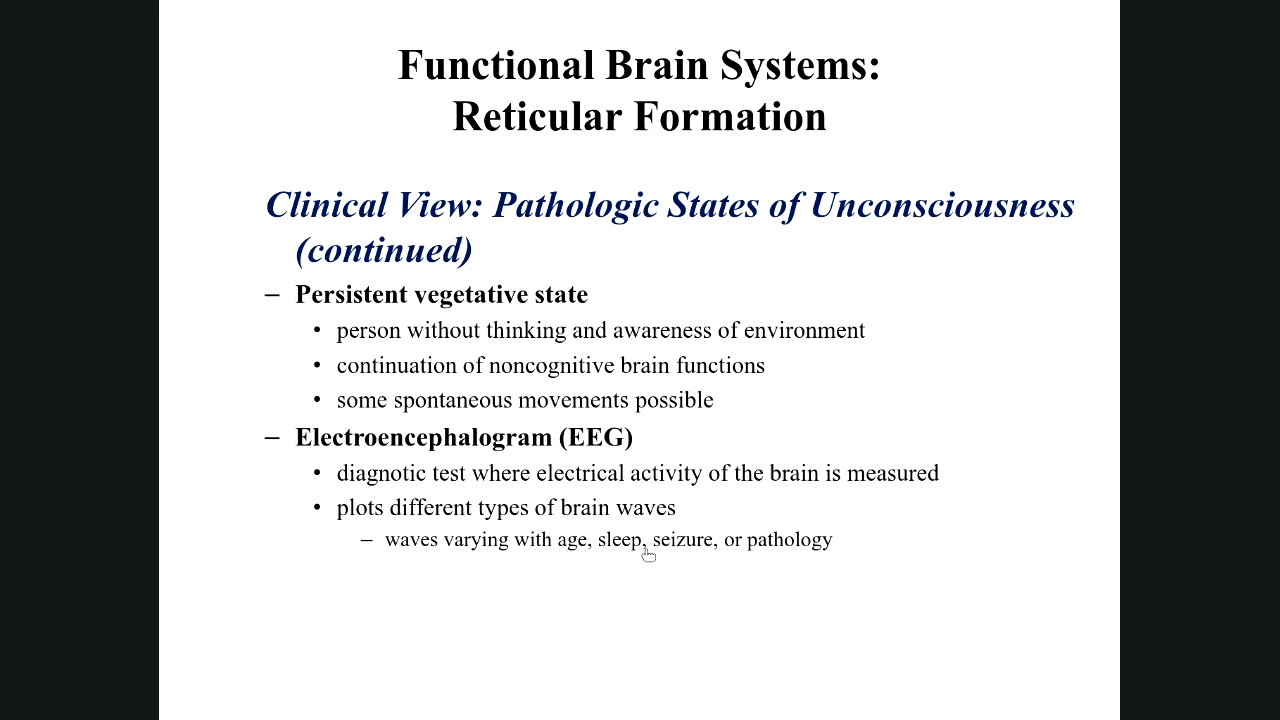 Functional Brain Systems:
Reticular Formation
Clinical View: Pathologic States of Unconsciousness
(continued)
– Persistent vegetative state
• person without thinking and awareness of environment
• continuation of noncognitive brain functions
• some spontaneous movements possible
– Electroencephalogram (EEG)
• diagnostic test where electrical activity of the brain is measured
• plots different types of brain waves
– waves varying with age, sleep, seizure, or pathology